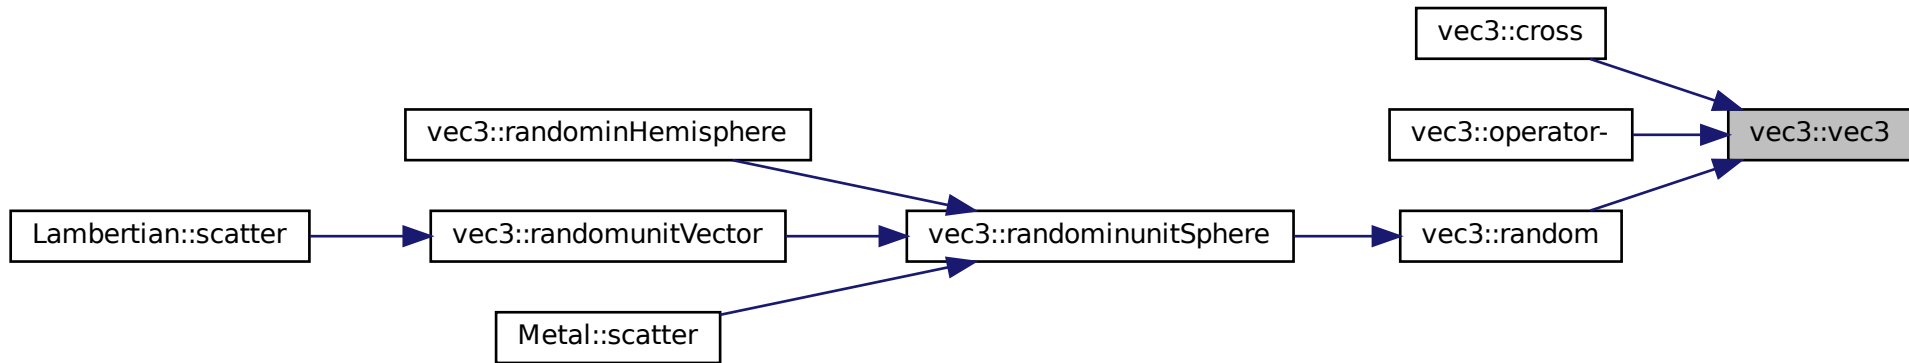 vec3::cross
vec3::randominHemisphere
vec3::operator-
vec3::vec3
Lambertian::scatter
vec3::randomunitVector
vec3::randominunitSphere
vec3::random
Metal::scatter